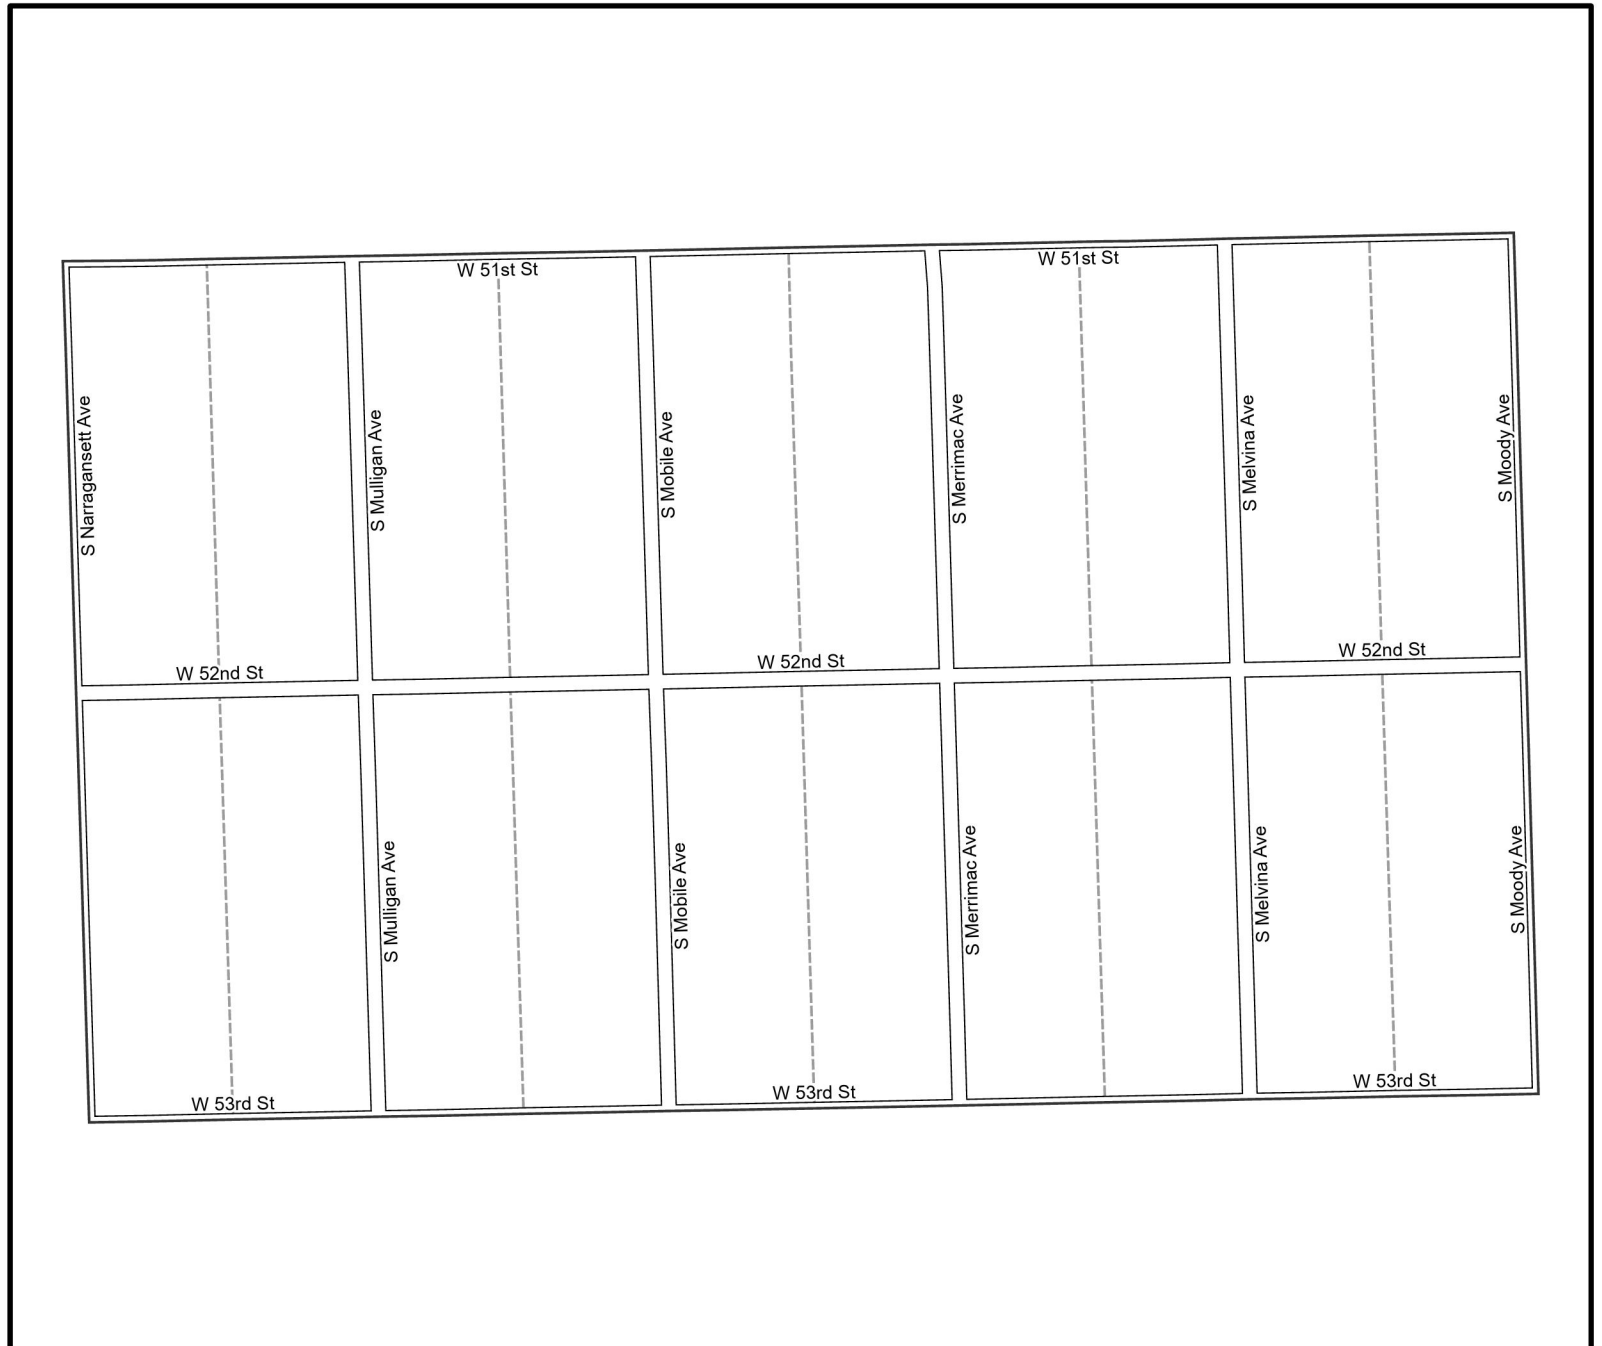 W 51st St
W 51st St
S Narragansett Ave
S Mulligan Ave
S Mobile Ave
S Merrimac Ave
S Melvina Ave
S Moody Ave
W 52nd St
W 52nd St
W 52nd St
S Mulligan Ave
S Mobile Ave
S Merrimac Ave
S Melvina Ave
S Moody Ave
W 53rd St
W 53rd St
W 53rd St